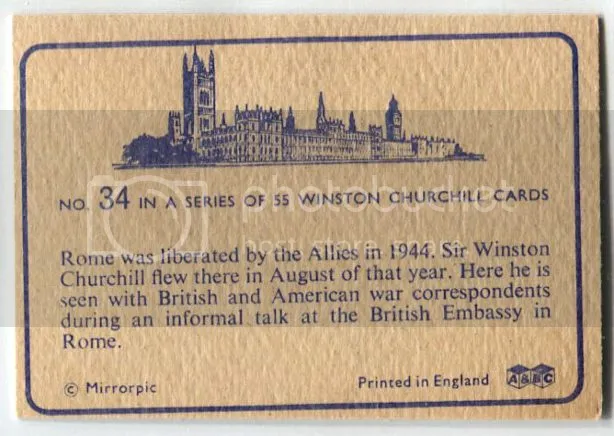 NO. 34 IN A SERIES OF 55 WINSTON CHURCHILL CARDS
photobucket
Rome was liberated by the Allies in 1944. Sir Winston
Churchill flew there in August of that year. Here he is
seen with British and American war correspondents
during an informal talk at the British Embassy in
Rome.
© Mirrorpic
Printed in England
A&BC